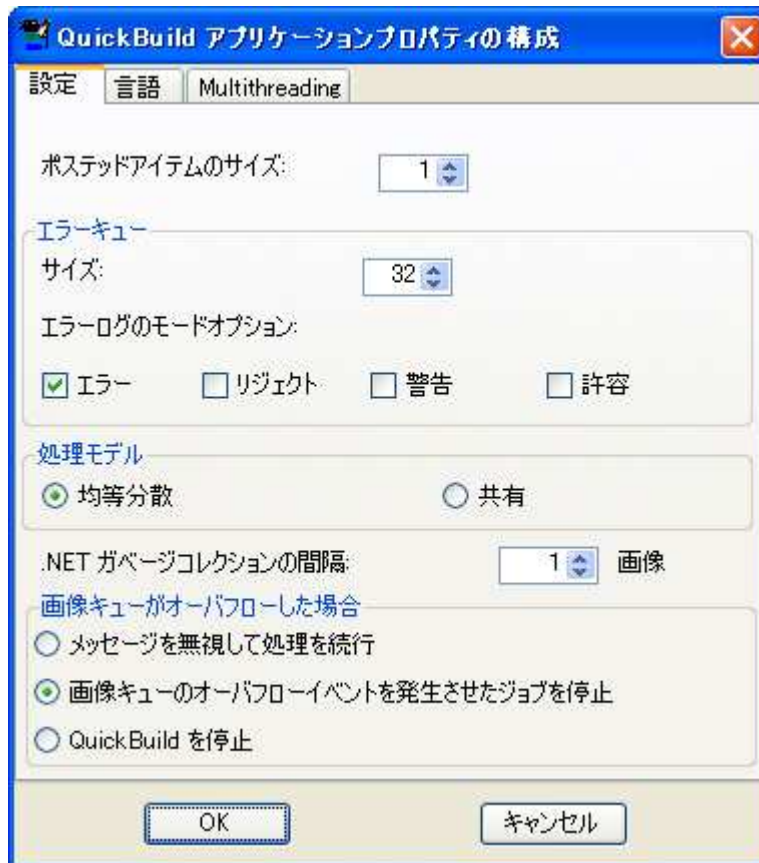 QuickBuild アプリケーションプロパティの構成
設定 言語 Multithreading
ポステッドアイテムのサイズ: 1
エラーキュー
サイズ: 32
エラーログのモードオプション:
エラー リジェクト 警告 許容
処理モデル
均等分散 共有
.NET ガベージコレクションの間隔: 1 画像
画像キューがオーバフローした場合
メッセージを無視して処理を続行
画像キューのオーバフローイベントを発生させたジョブを停止
QuickBuild を停止
OK キャンセル